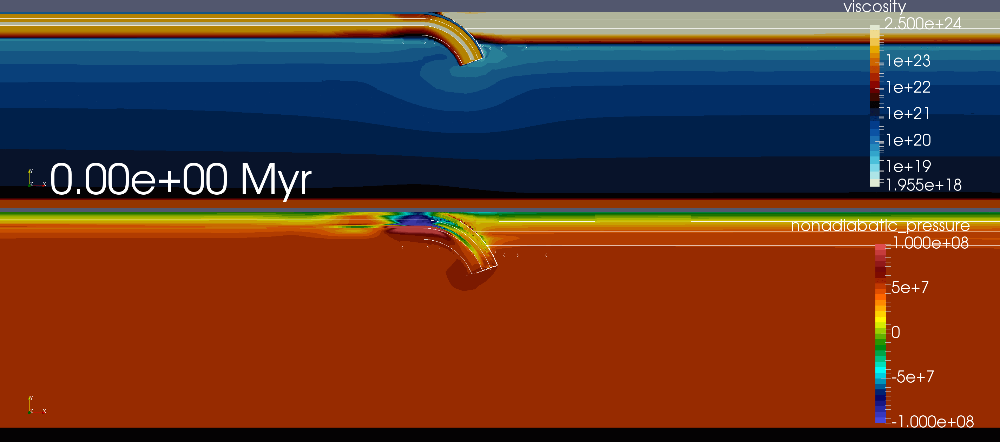 viscosity
2.500e+24
1e+23
1e+22
1e+21
1e+20
1e+19
1.955e+18
Y
Z X
0.00e+00 Myr
nonadiabatic_pressure
1.000e+08
5e+7
0
-5e+7
-1.000e+08
Y
Z X